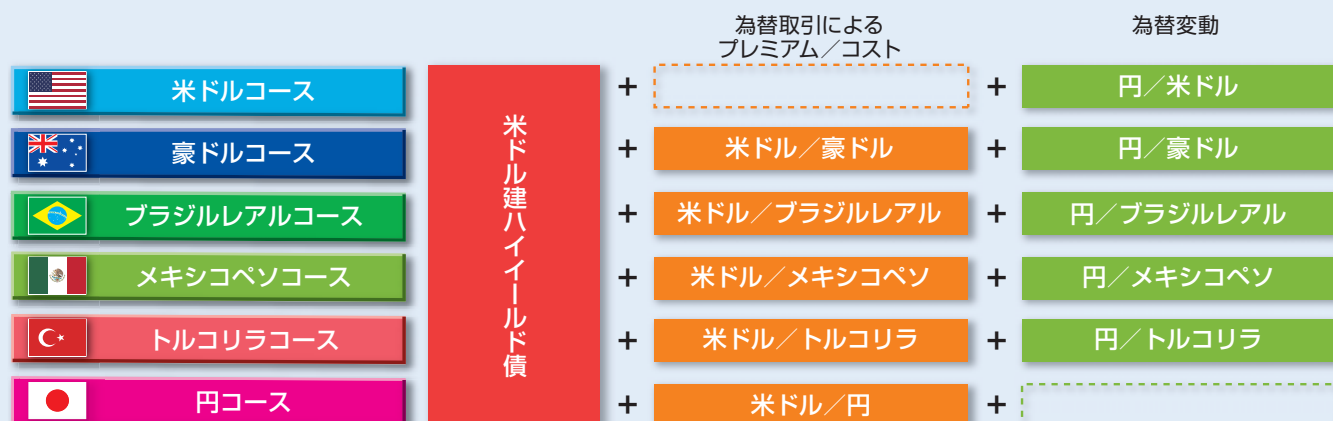 為替取引による
プレミアム／コスト
為替変動
米ドルコース
米ドル建ハイイールド債
+
+
円／米ドル
豪ドルコース
+
米ドル／豪ドル
+
円／豪ドル
ブラジルレアルコース
+
米ドル／ブラジルレアル
+
円／ブラジルレアル
メキシコペソコース
+
米ドル／メキシコペソ
+
円／メキシコペソ
トルコリラコース
+
米ドル／トルコリラ
+
円／トルコリラ
円コース
+
米ドル／円
+